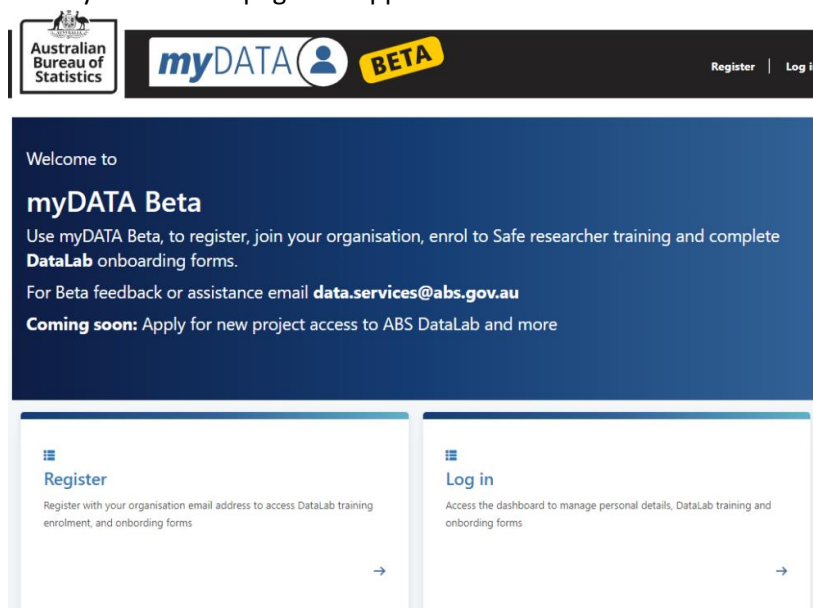 Australian
Bureau of
Statistics
myDATA
BETA
Register
Log i
Welcome to
myDATA Beta
Use myDATA Beta, to register, join your organisation, enrol to Safe researcher training and complete
DataLab onboarding forms.
For Beta feedback or assistance email data.services@abs.gov.au
Coming soon: Apply for new project access to ABS DataLab and more
Register
Log in
Register with your organisation email address to access DataLab training
enrolment, and onbording forms
Access the dashboard to manage personal details, DataLab training and
onbording forms